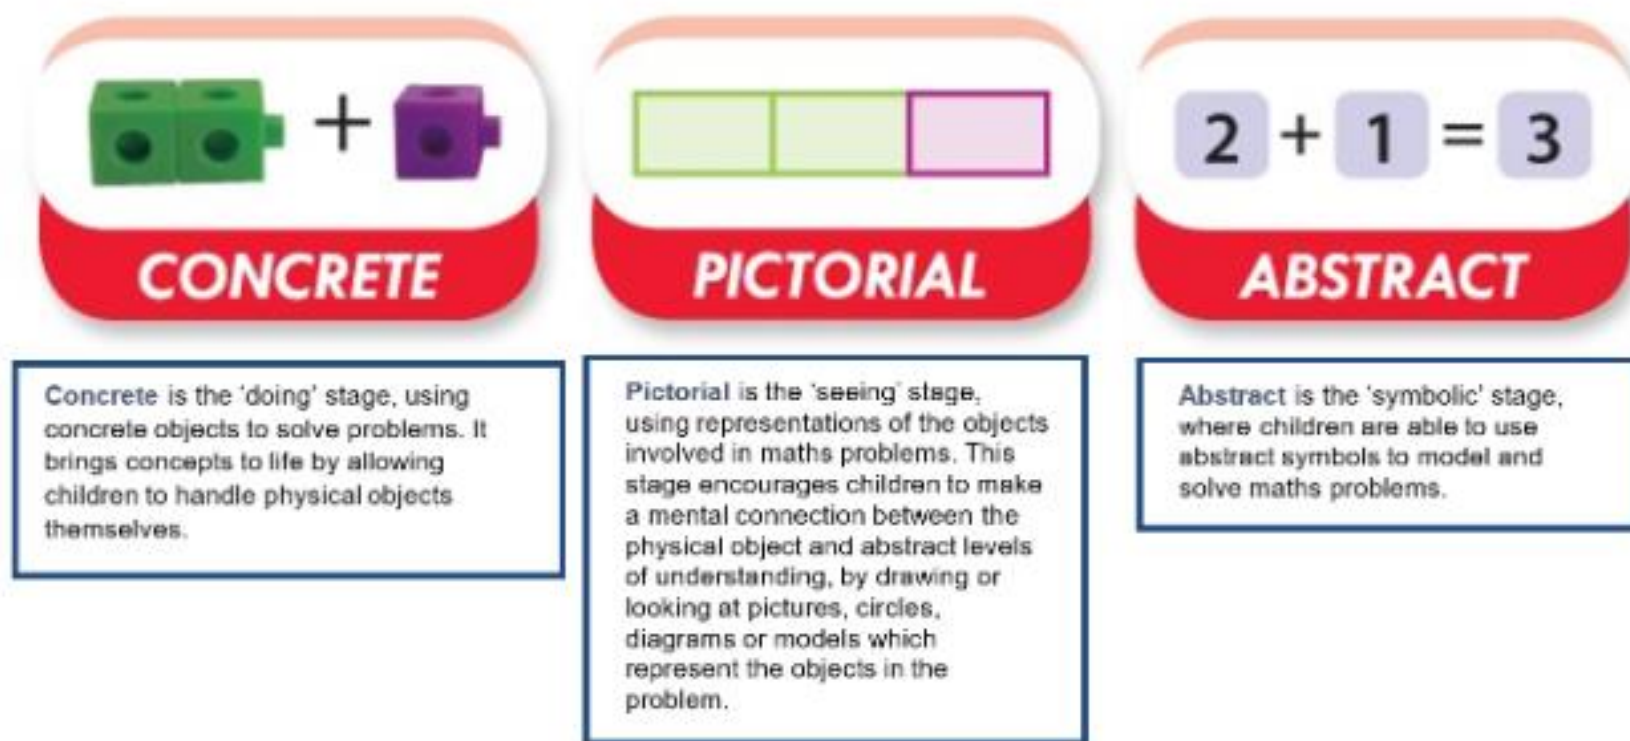 +
CONCRETE
Concrete is the 'doing' stage, using
concrete objects to solve problems. It
brings concepts to life by allowing
children to handle physical objects
themselves.
PICTORIAL
Pictorial is the 'seeing' stage,
using representations of the objects
involved in maths problems. This
stage encourages children to make
a mental connection between the
physical object and abstract levels
of understanding, by drawing or
looking at pictures, circles,
diagrams or models which
represent the objects in the
problem.
2 + 1 = 3
ABSTRACT
Abstract is the 'symbolic' stage,
where children are able to use
abstract symbols to model and
solve maths problems.